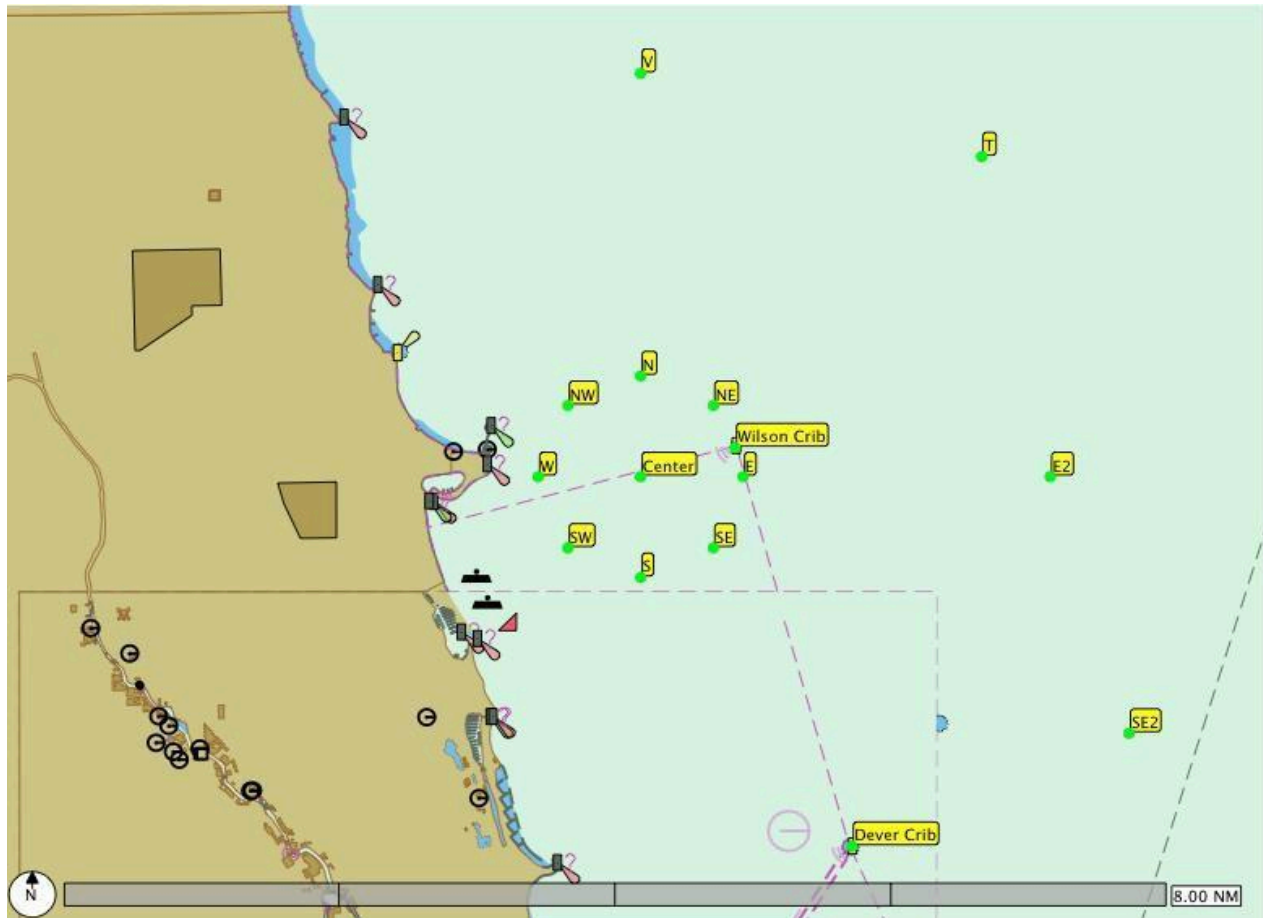 V
T
N
NW
NE
Wilson Crib
W
Center
E
E2
SW
SE
S
SE2
Dever Crib
N
8.00 NM